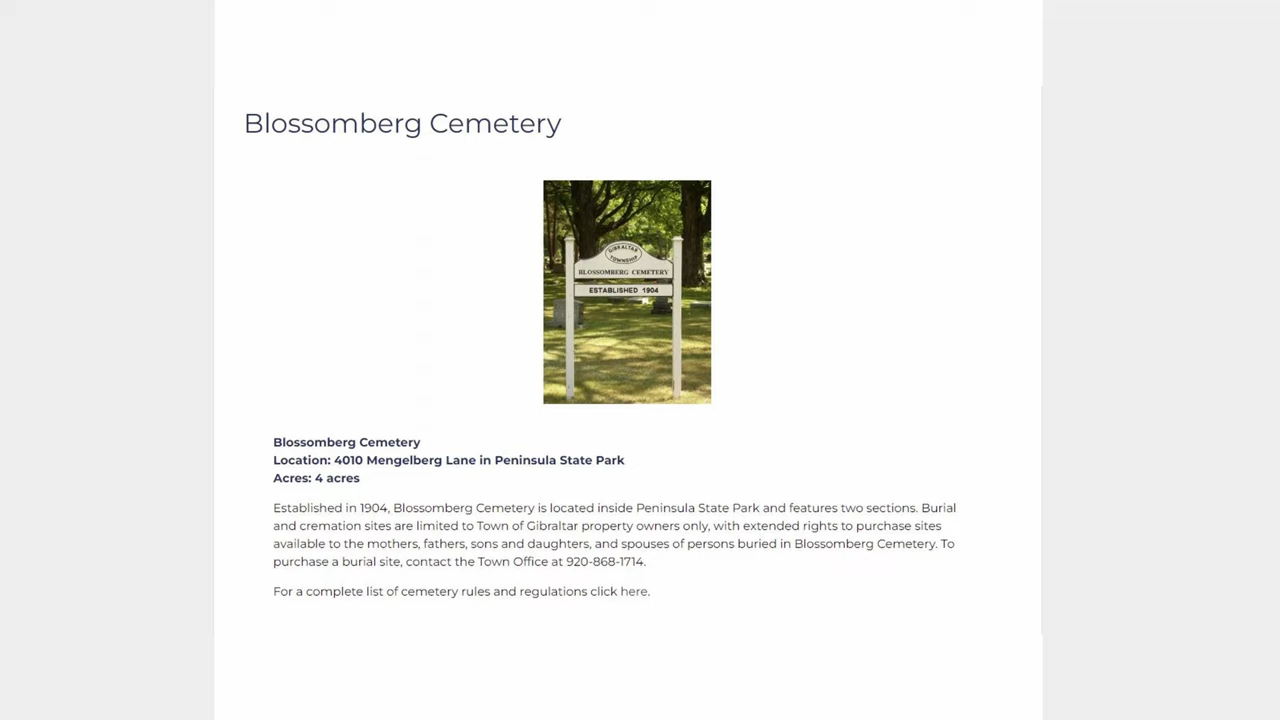 Blossomberg Cemetery
GIBRALTAR
TOWNSHIP
BLOSSOMBERG CEMETERY
ESTABLISHED 1904
Blossomberg Cemetery
Location: 4010 Mengelberg Lane in Peninsula State Park
Acres: 4 acres
Established in 1904, Blossomberg Cemetery is located inside Peninsula State Park and features two sections. Burial
and cremation sites are limited to Town of Gibraltar property owners only, with extended rights to purchase sites
available to the mothers, fathers, sons and daughters, and spouses of persons buried in Blossomberg Cemetery. To
purchase a burial site, contact the Town Office at 920-868-1714.
For a complete list of cemetery rules and regulations click here.